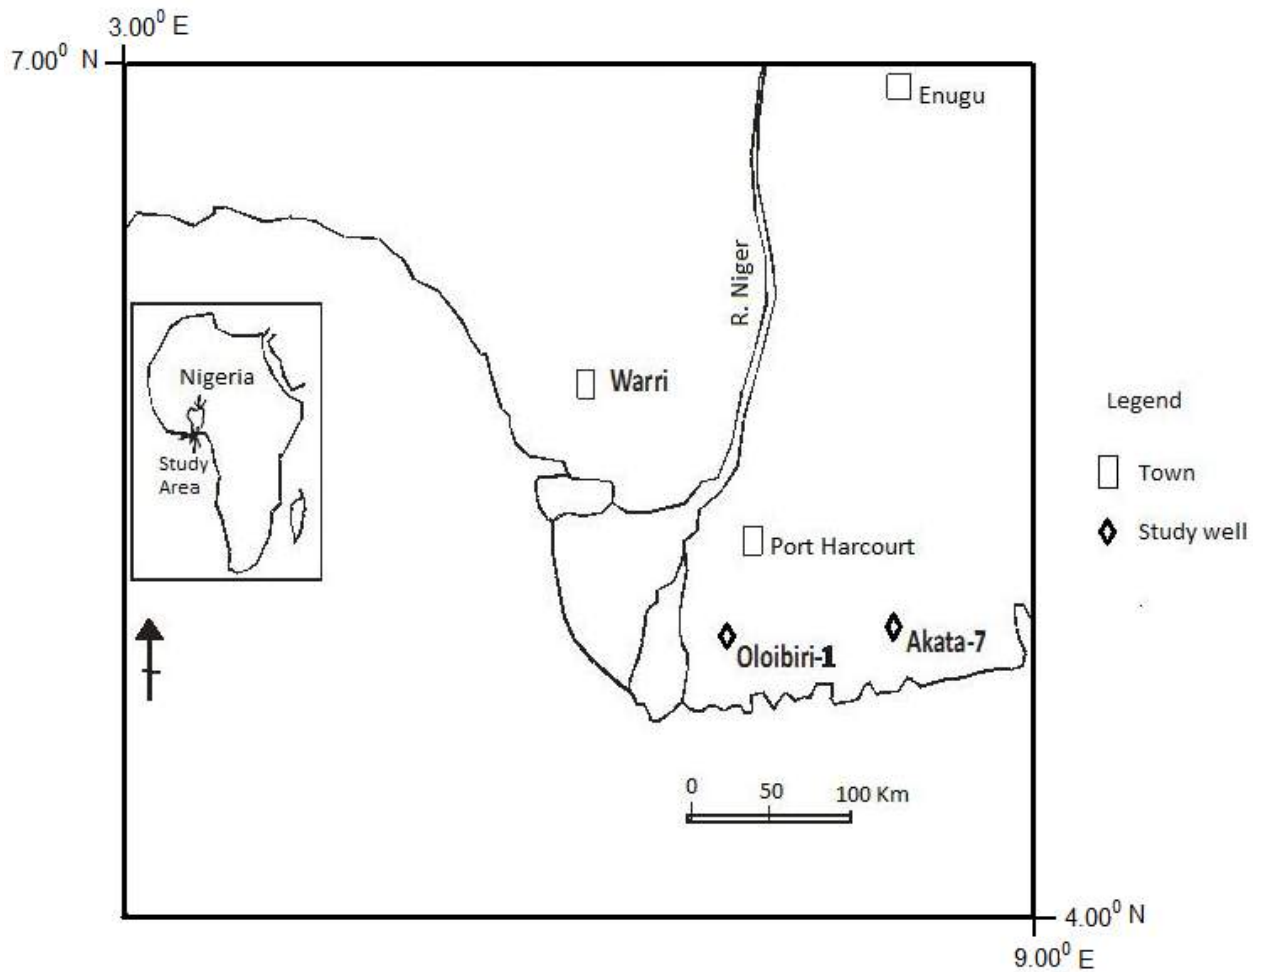 3.00⁰ E
7.00⁰ N
Enugu
R. Niger
Warri
Nigeria
Study
Area
Legend
Town
Study well
Port Harcourt
Oloibiri-1
Akata-7
0 50 100 Km
4.00⁰ N
9.00⁰ E